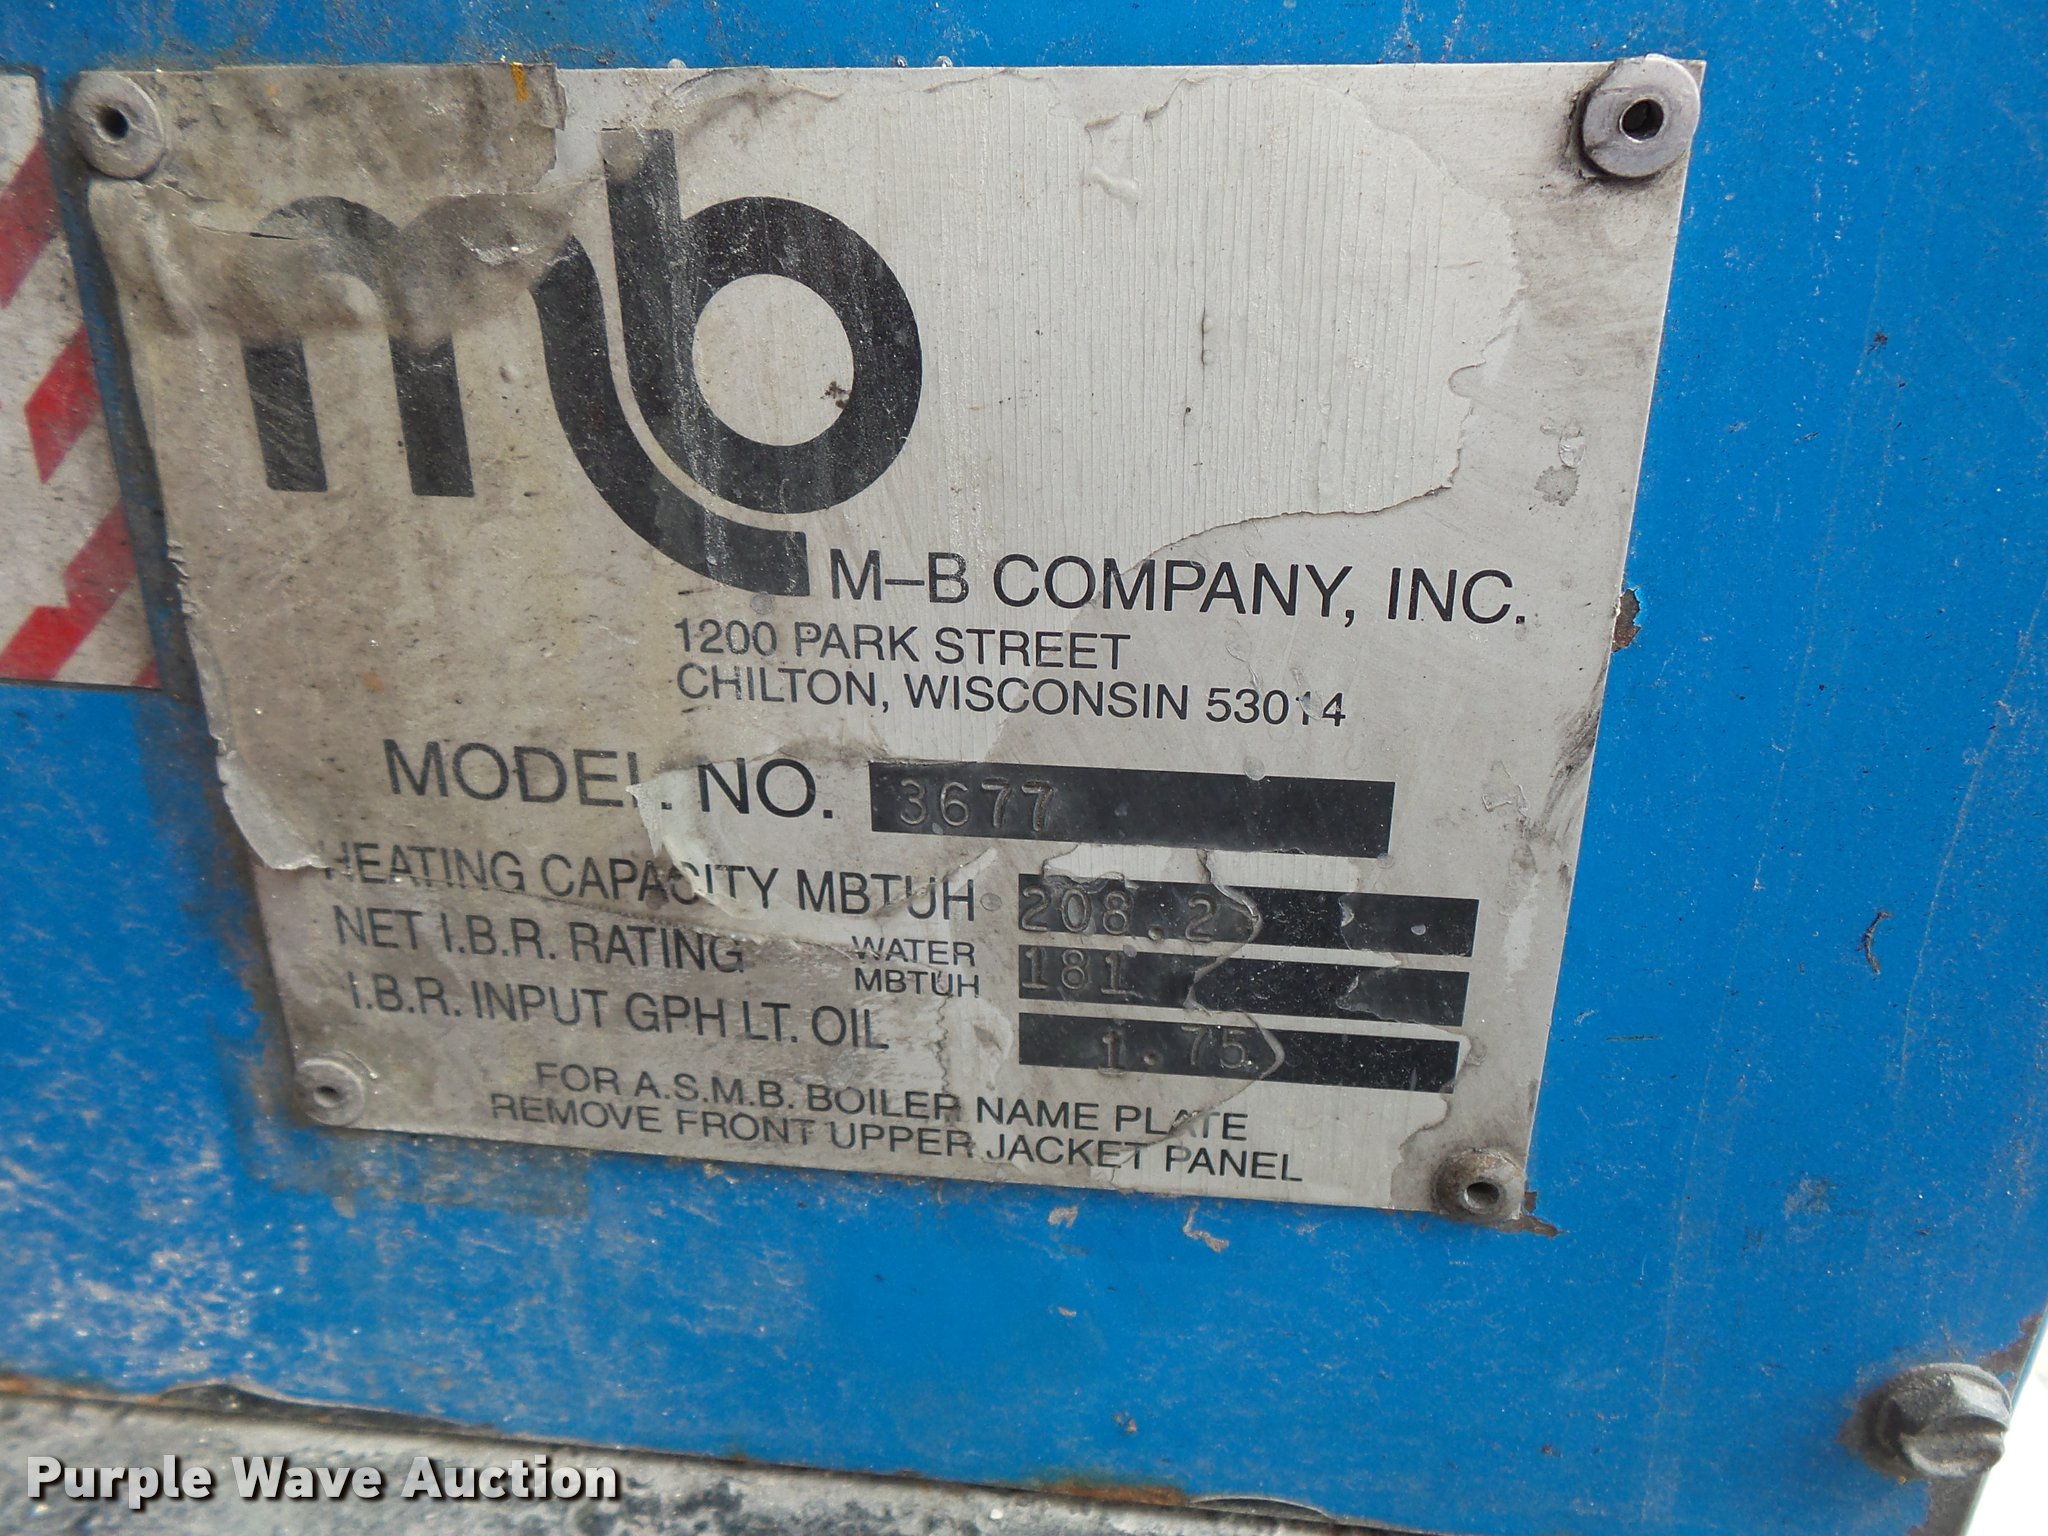 mb
M–B COMPANY, INC.
1200 PARK STREET
CHILTON, WISCONSIN 53014
MODEL NO. 3677
HEATING CAPACITY MBTUH 208.2
NET I.B.R. RATING WATER MBTUH 181
I.B.R. INPUT GPH LT. OIL 1.75
FOR A.S.M.B. BOILER NAME PLATE
REMOVE FRONT UPPER JACKET PANEL
Purple Wave Auction